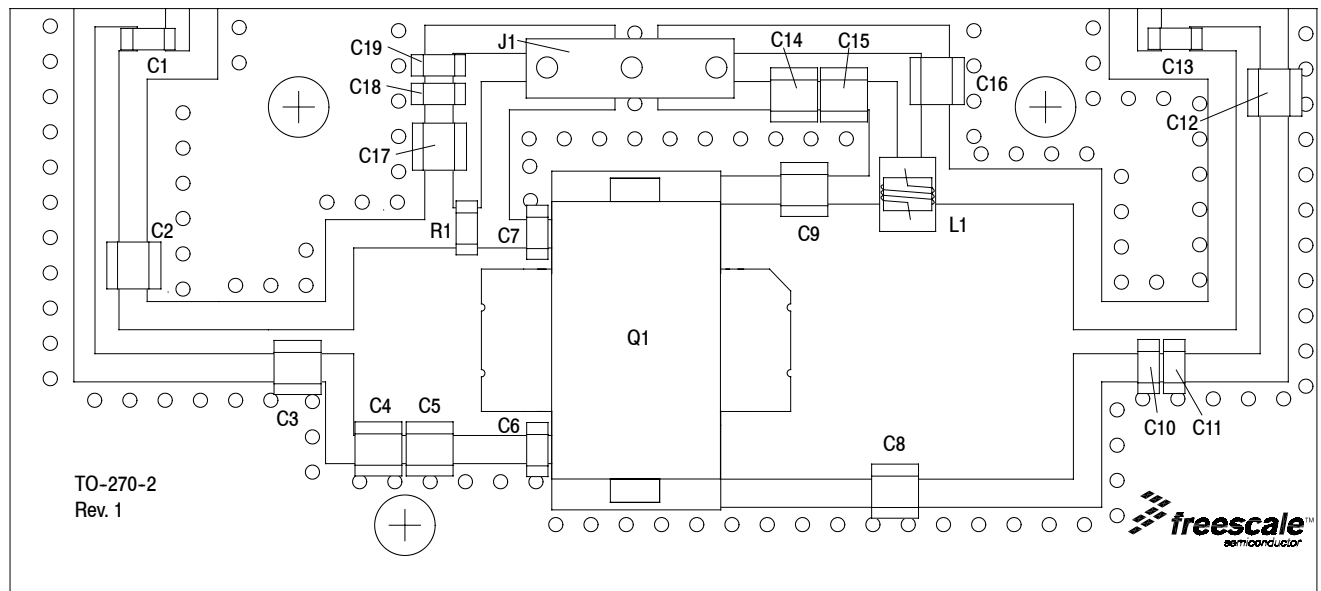 J1
C14
C15
C19
C1
C13
C18
C16
C12
C17
C2
R1
C7
C9
L1
Q1
C3
C4
C5
C6
C8
C10
C11
TO-270-2
Rev. 1
freescale™
semiconductor